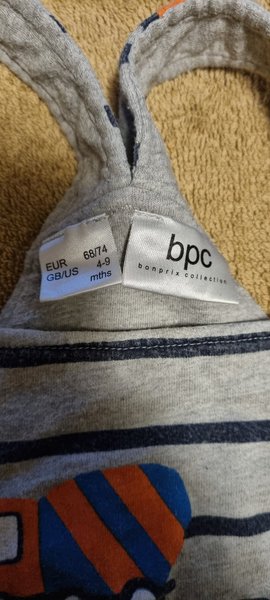 EUR 68/74
GB/US 4-9
mths
bpc
bonprix collection